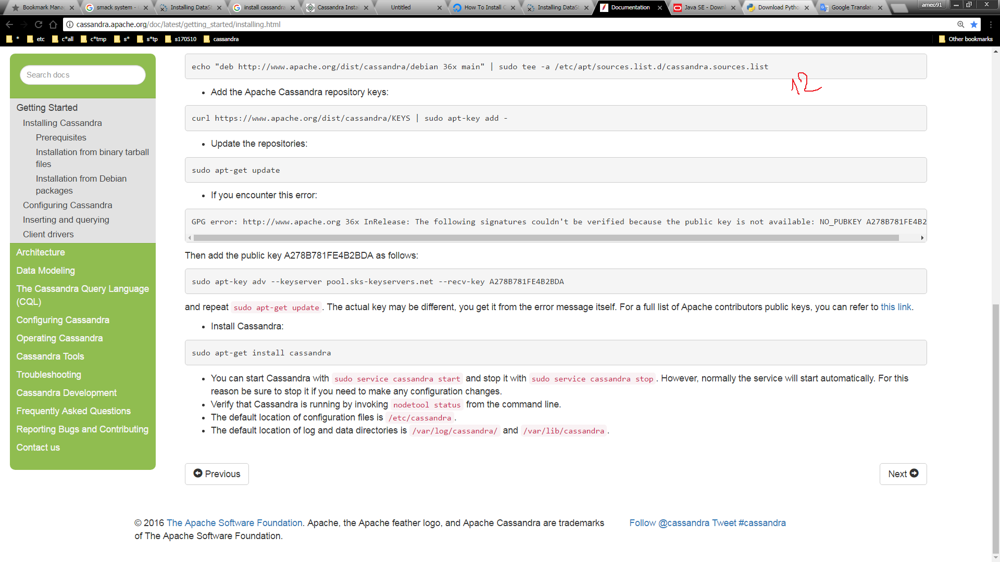 Bookmark Mana
smack system -
Installing DataSt
install cassandra
Cassandra Instal
Untitled
How To Install C
Installing DataSt
Documentation
Java SE - Downl
Download Pytho
Google Translat
ameo91
cassandra.apache.org/doc/latest/getting_started/installing.html
* etc c*all c*tmp s* s*tp s170510 cassandra Other bookmarks
Search docs
Getting Started
Installing Cassandra
Prerequisites
Installation from binary tarball
files
Installation from Debian
packages
Configuring Cassandra
Inserting and querying
Client drivers
Architecture
Data Modeling
The Cassandra Query Language
(CQL)
Configuring Cassandra
Operating Cassandra
Cassandra Tools
Troubleshooting
Cassandra Development
Frequently Asked Questions
Reporting Bugs and Contributing
Contact us
echo "deb http://www.apache.org/dist/cassandra/debian 36x main" | sudo tee -a /etc/apt/sources.list.d/cassandra.sources.list
• Add the Apache Cassandra repository keys:
curl https://www.apache.org/dist/cassandra/KEYS | sudo apt-key add -
• Update the repositories:
sudo apt-get update
• If you encounter this error:
GPG error: http://www.apache.org 36x InRelease: The following signatures couldn't be verified because the public key is not available: NO_PUBKEY A278B781FE4B2
Then add the public key A278B781FE4B2BDA as follows:
sudo apt-key adv --keyserver pool.sks-keyservers.net --recv-key A278B781FE4B2BDA
and repeat sudo apt-get update. The actual key may be different, you get it from the error message itself. For a full list of Apache contributors public keys, you can refer to this link.
• Install Cassandra:
sudo apt-get install cassandra
• You can start Cassandra with sudo service cassandra start and stop it with sudo service cassandra stop. However, normally the service will start automatically. For this
reason be sure to stop it if you need to make any configuration changes.
• Verify that Cassandra is running by invoking nodetool status from the command line.
• The default location of configuration files is /etc/cassandra.
• The default location of log and data directories is /var/log/cassandra/ and /var/lib/cassandra.
Previous
Next
© 2016 The Apache Software Foundation. Apache, the Apache feather logo, and Apache Cassandra are trademarks
of The Apache Software Foundation.
Follow @cassandra Tweet #cassandra